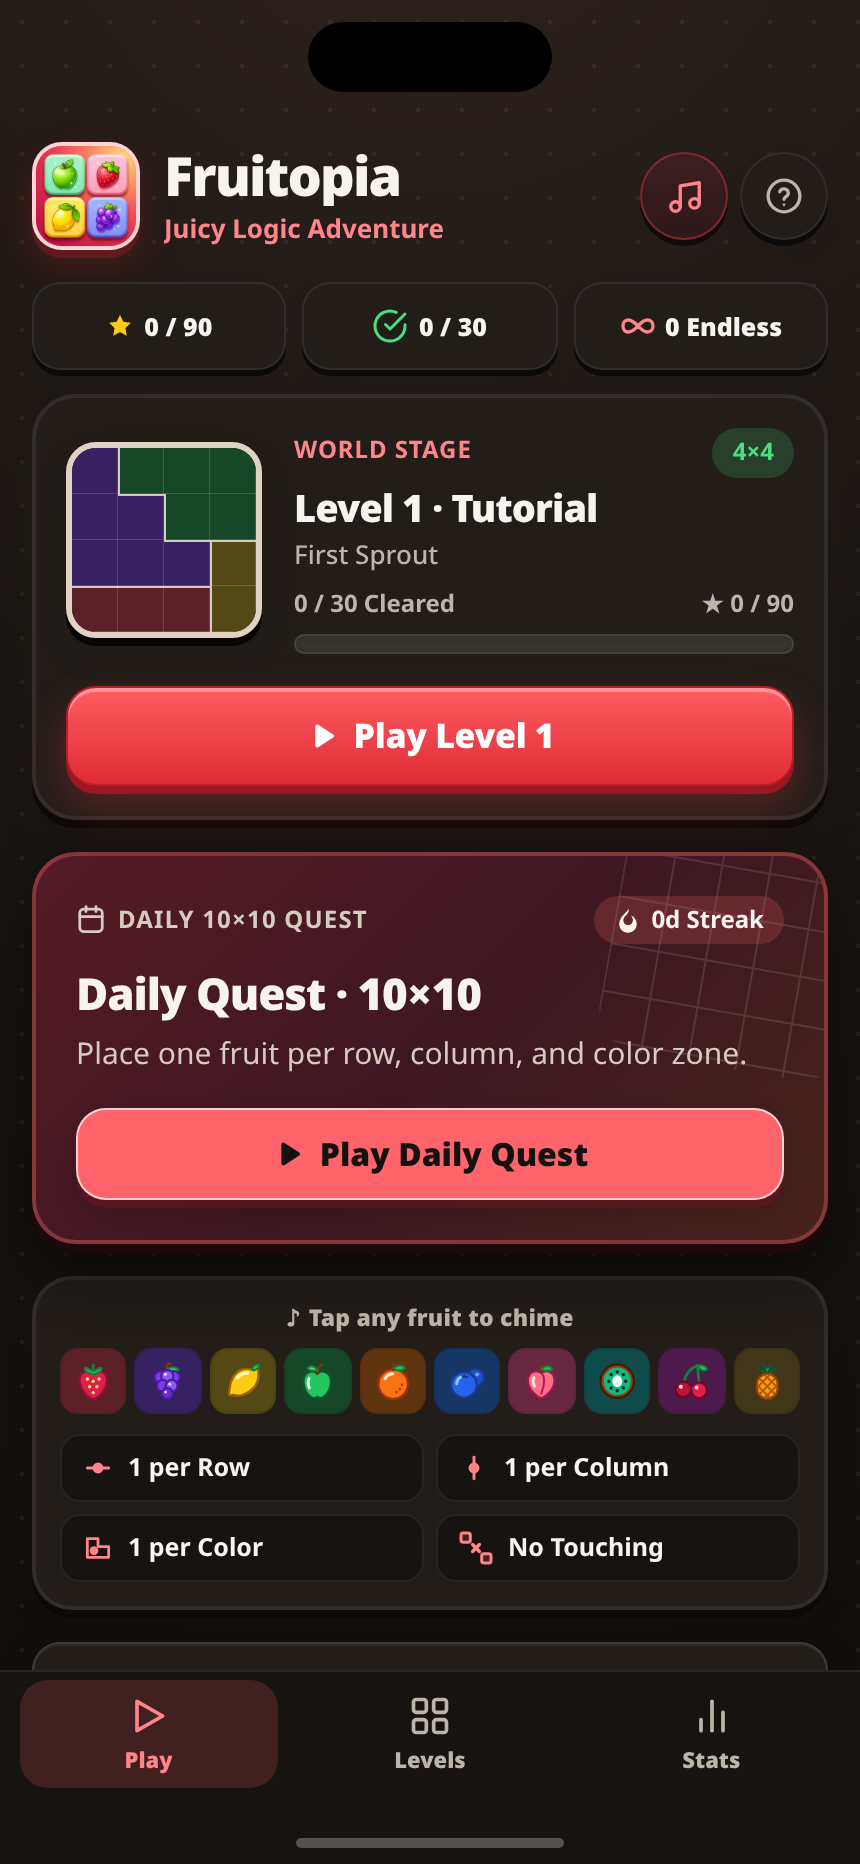 Fruitopia
Juicy Logic Adventure
★ 0 / 90
0 / 30
0 Endless
WORLD STAGE
4×4
Level 1 · Tutorial
First Sprout
0 / 30 Cleared
★ 0 / 90
Play Level 1
DAILY 10×10 QUEST
0d Streak
Daily Quest · 10×10
Place one fruit per row, column, and color zone.
Play Daily Quest
♪ Tap any fruit to chime
1 per Row
1 per Column
1 per Color
No Touching
Play
Levels
Stats